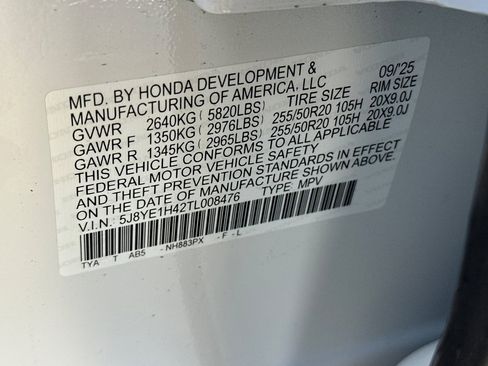 MFD. BY HONDA DEVELOPMENT & 09/25
MANUFACTURING OF AMERICA, LLC
TIRE SIZE RIM SIZE
GVWR 2640KG (5820LBS)
GAWR F 1350KG (2976LBS) 255/50R20 105H 20X9.0J
GAWR R 1345KG (2965LBS) 255/50R20 105H 20X9.0J
THIS VEHICLE CONFORMS TO ALL APPLICABLE
FEDERAL MOTOR VEHICLE SAFETY
AND THEFT PREVENTION STANDARDS IN EFFECT
ON THE DATE OF MANUFACTURE SHOWN ABOVE.
V.I.N.: 5J8YE1H42TL008476 TYPE: MPV
TYA T AB5 - NH883PX - F - L